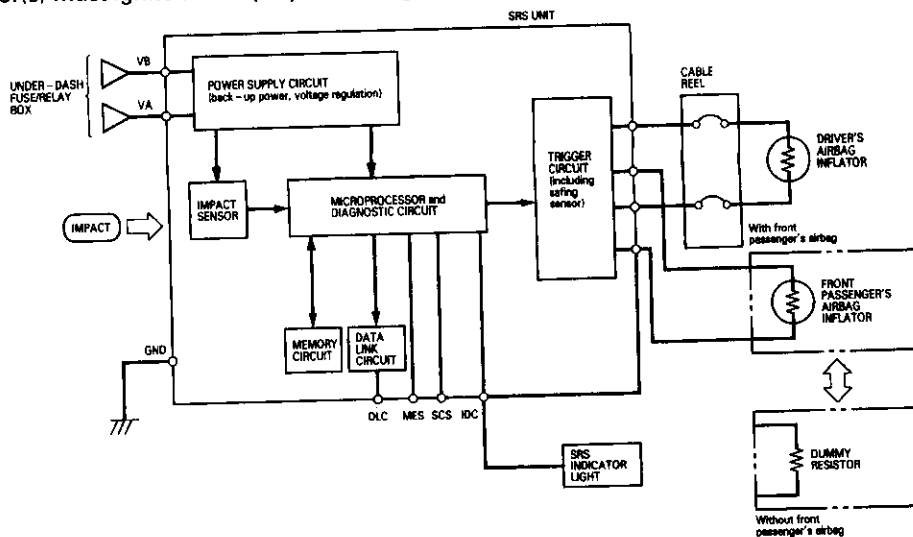 SRS UNIT
UNDER-DASH
FUSE/RELAY
BOX
VB
VA
POWER SUPPLY CIRCUIT
(back-up power, voltage regulation)
CABLE
REEL
TRIGGER
CIRCUIT
(including
safing
sensor)
DRIVER'S
AIRBAG
INFLATOR
IMPACT
SENSOR
MICROPROCESSOR and
DIAGNOSTIC CIRCUIT
IMPACT
With front
passenger's airbag
FRONT
PASSENGER'S
AIRBAG
INFLATOR
GND
MEMORY
CIRCUIT
DATA
LINK
CIRCUIT
DLC MES SCS IDC
SRS
INDICATOR
LIGHT
DUMMY
RESISTOR
Without front
passenger's airbag